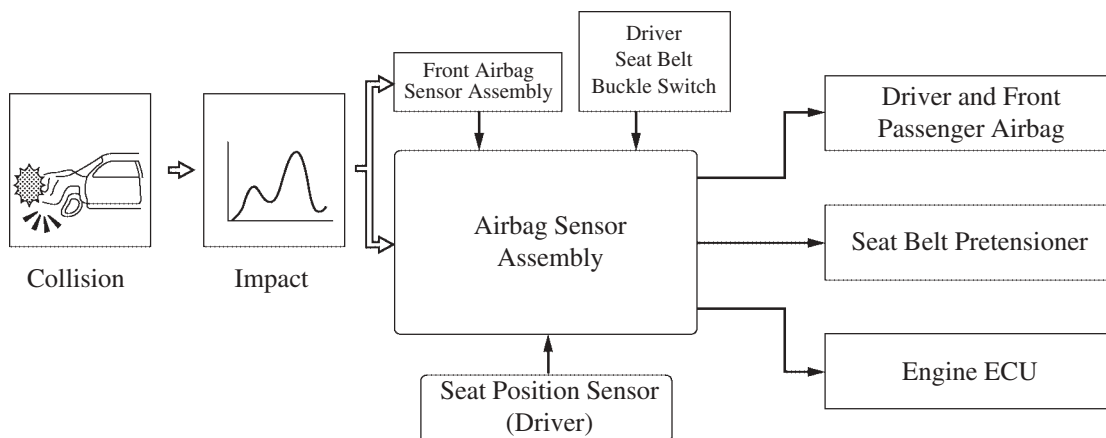 Driver
Seat Belt
Buckle Switch
Front Airbag
Sensor Assembly
Driver and Front
Passenger Airbag
Airbag Sensor
Assembly
Seat Belt Pretensioner
Collision
Impact
Engine ECU
Seat Position Sensor
(Driver)